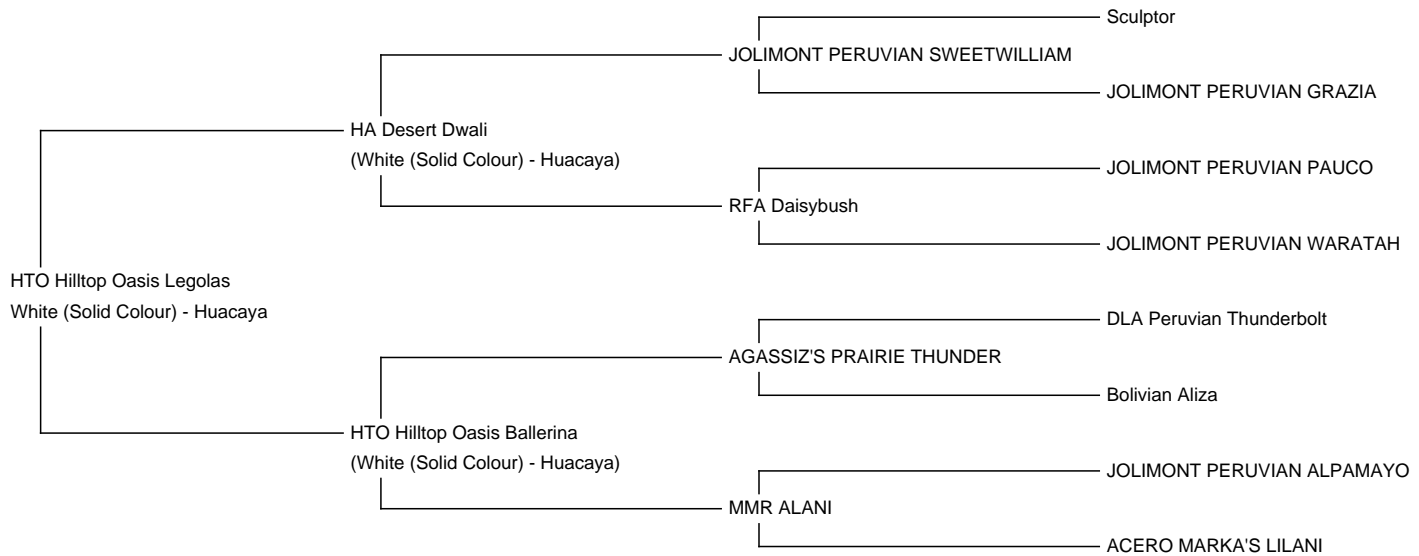 Sculptor
JOLIMONT PERUVIAN SWEETWILLIAM
JOLIMONT PERUVIAN GRAZIA
HA Desert Dwali
(White (Solid Colour) - Huacaya)
JOLIMONT PERUVIAN PAUCO
RFA Daisybush
JOLIMONT PERUVIAN WARATAH
HTO Hilltop Oasis Legolas
White (Solid Colour) - Huacaya
DLA Peruvian Thunderbolt
AGASSIZ'S PRAIRIE THUNDER
Bolivian Aliza
HTO Hilltop Oasis Ballerina
(White (Solid Colour) - Huacaya)
JOLIMONT PERUVIAN ALPAMAYO
MMR ALANI
ACERO MARKA'S LILANI